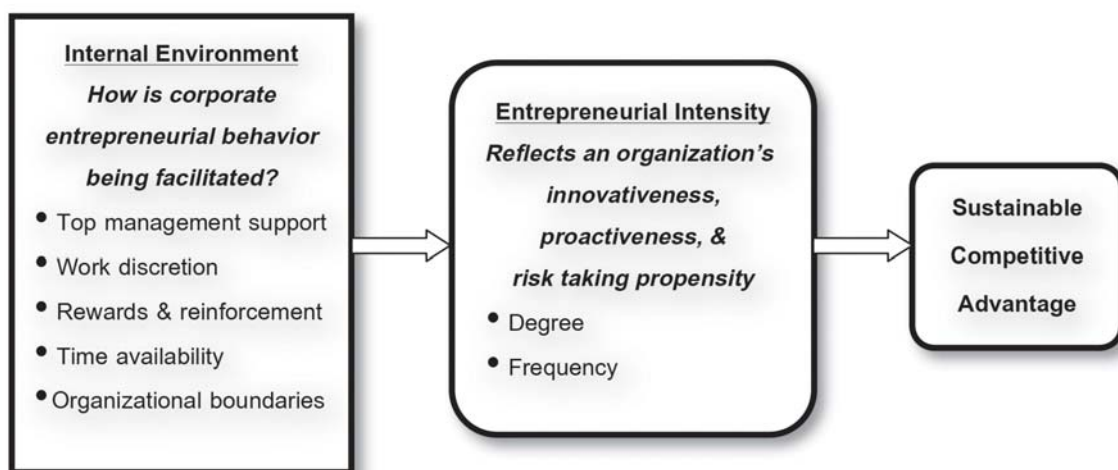 Internal Environment
How is corporate
entrepreneurial behavior
being facilitated?
• Top management support
• Work discretion
• Rewards & reinforcement
• Time availability
• Organizational boundaries
Entrepreneurial Intensity
Reflects an organization’s
innovativeness,
proactiveness, &
risk taking propensity
• Degree
• Frequency
Sustainable
Competitive
Advantage